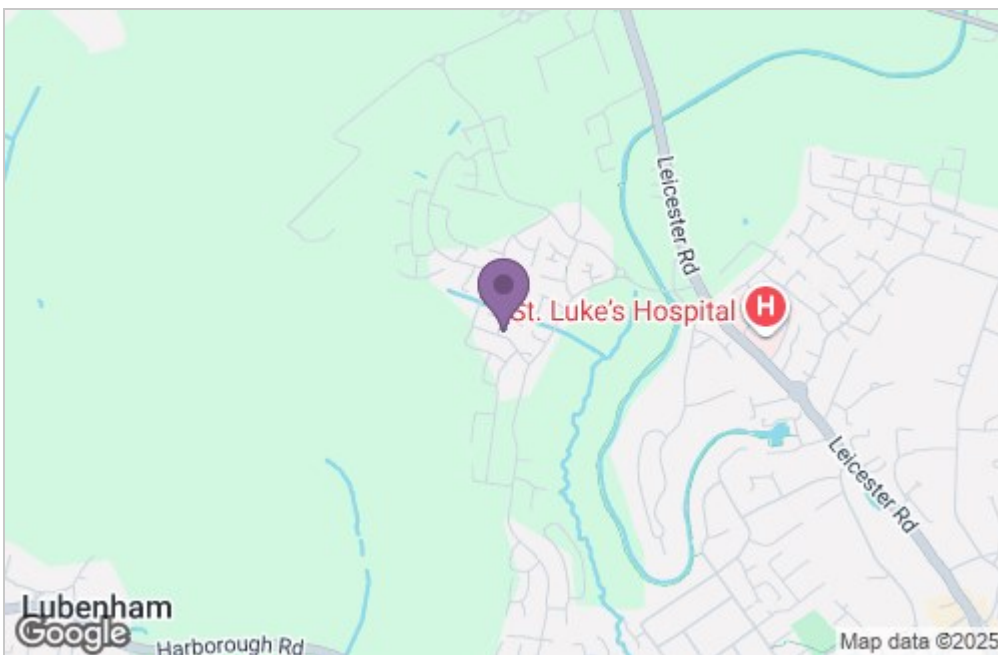 Leicester Rd
St. Luke's Hospital
H
Leicester Rd
Lubenham
Google
Harborough Rd
Map data ©2025